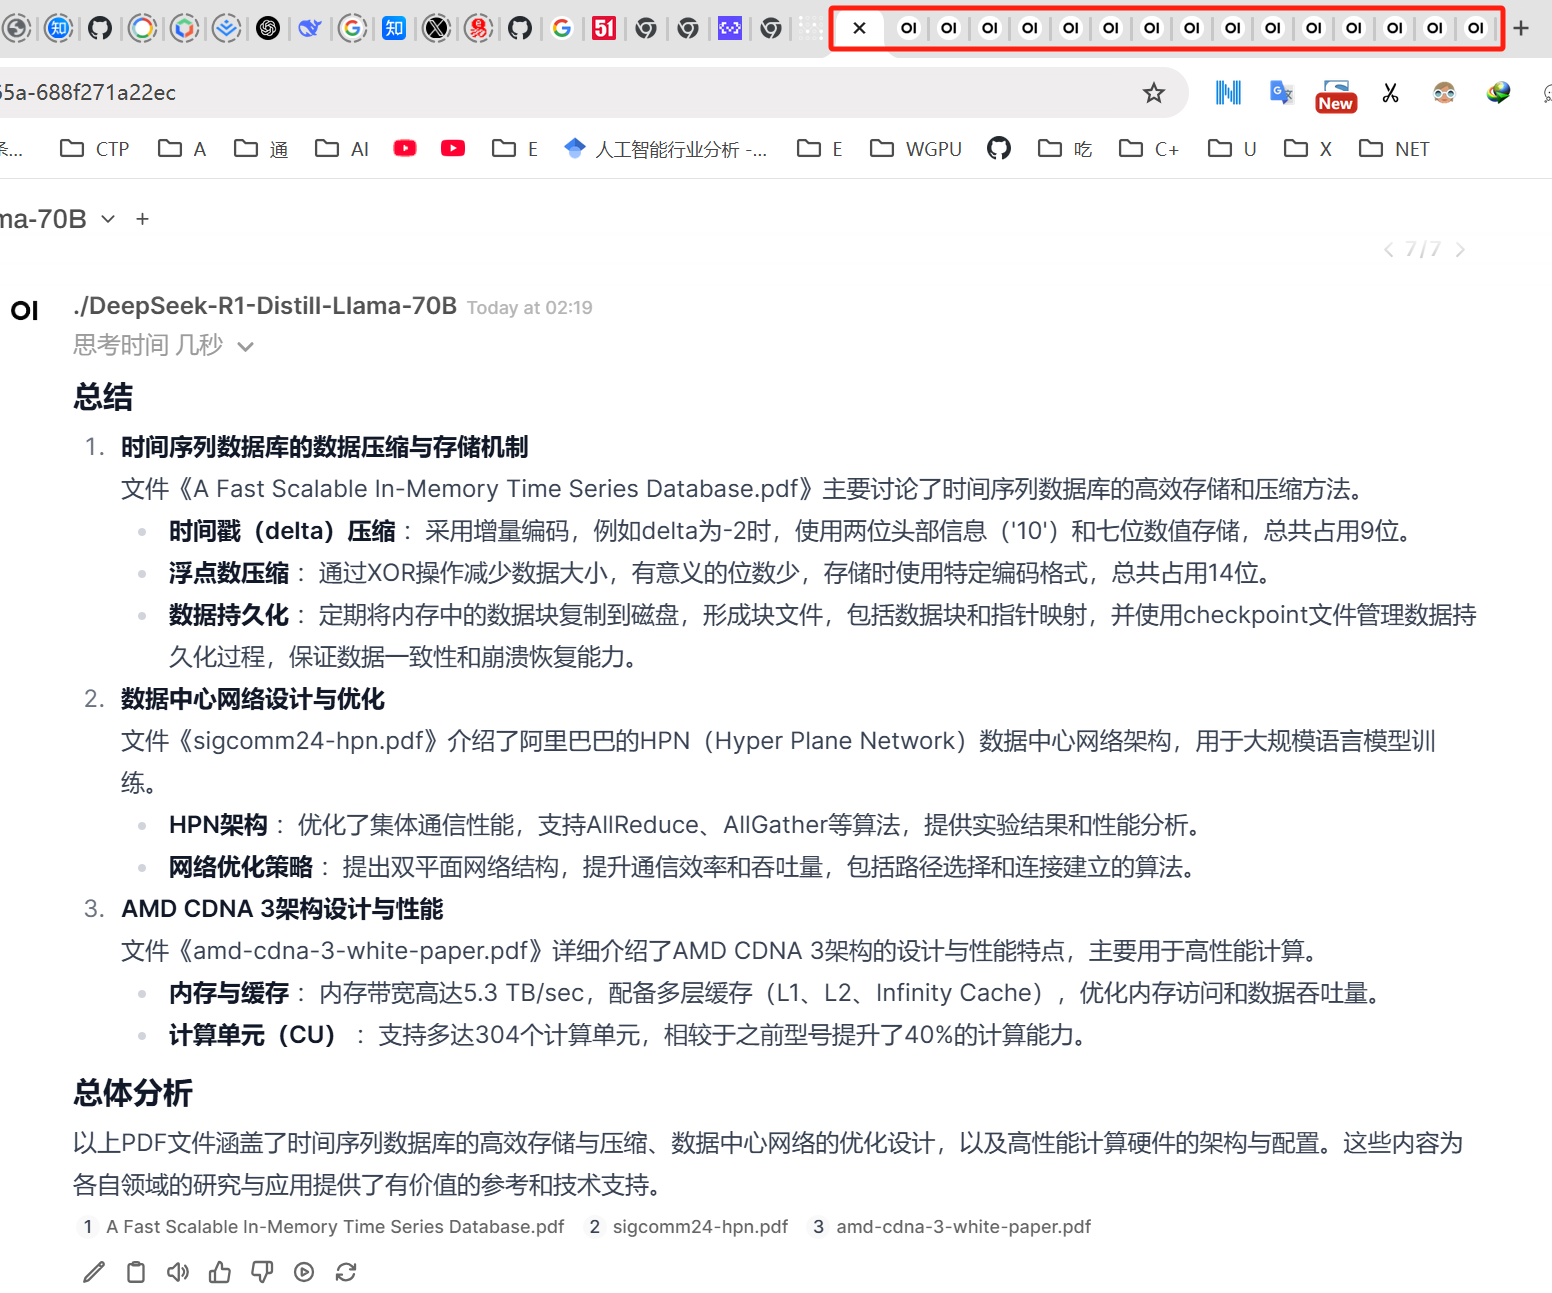 知 G 知 易 G 51 OI OI OI OI OI OI OI OI OI OI OI OI OI OI OI
65a-688f271a22ec
New
条... CTP A 通 AI E 人工智能行业分析 -... E WGPU 吃 C+ U X NET
ma-70B
7/7
OI ./DeepSeek-R1-Distill-Llama-70B Today at 02:19
思考时间 几秒
总结
1. 时间序列数据库的数据压缩与存储机制
文件《A Fast Scalable In-Memory Time Series Database.pdf》主要讨论了时间序列数据库的高效存储和压缩方法。
• 时间戳（delta）压缩： 采用增量编码，例如delta为-2时，使用两位头部信息（'10'）和七位数值存储，总共占用9位。
• 浮点数压缩： 通过XOR操作减少数据大小，有意义的位数少，存储时使用特定编码格式，总共占用14位。
• 数据持久化： 定期将内存中的数据块复制到磁盘，形成块文件，包括数据块和指针映射，并使用checkpoint文件管理数据持
久化过程，保证数据一致性和崩溃恢复能力。
2. 数据中心网络设计与优化
文件《sigcomm24-hpn.pdf》介绍了阿里巴巴的HPN（Hyper Plane Network）数据中心网络架构，用于大规模语言模型训
练。
• HPN架构： 优化了集体通信性能，支持AllReduce、AllGather等算法，提供实验结果和性能分析。
• 网络优化策略： 提出双平面网络结构，提升通信效率和吞吐量，包括路径选择和连接建立的算法。
3. AMD CDNA 3架构设计与性能
文件《amd-cdna-3-white-paper.pdf》详细介绍了AMD CDNA 3架构的设计与性能特点，主要用于高性能计算。
• 内存与缓存： 内存带宽高达5.3 TB/sec，配备多层缓存（L1、L2、Infinity Cache），优化内存访问和数据吞吐量。
• 计算单元（CU）： 支持多达304个计算单元，相较于之前型号提升了40%的计算能力。
总体分析
以上PDF文件涵盖了时间序列数据库的高效存储与压缩、数据中心网络的优化设计，以及高性能计算硬件的架构与配置。这些内容为
各自领域的研究与应用提供了有价值的参考和技术支持。
1 A Fast Scalable In-Memory Time Series Database.pdf 2 sigcomm24-hpn.pdf 3 amd-cdna-3-white-paper.pdf